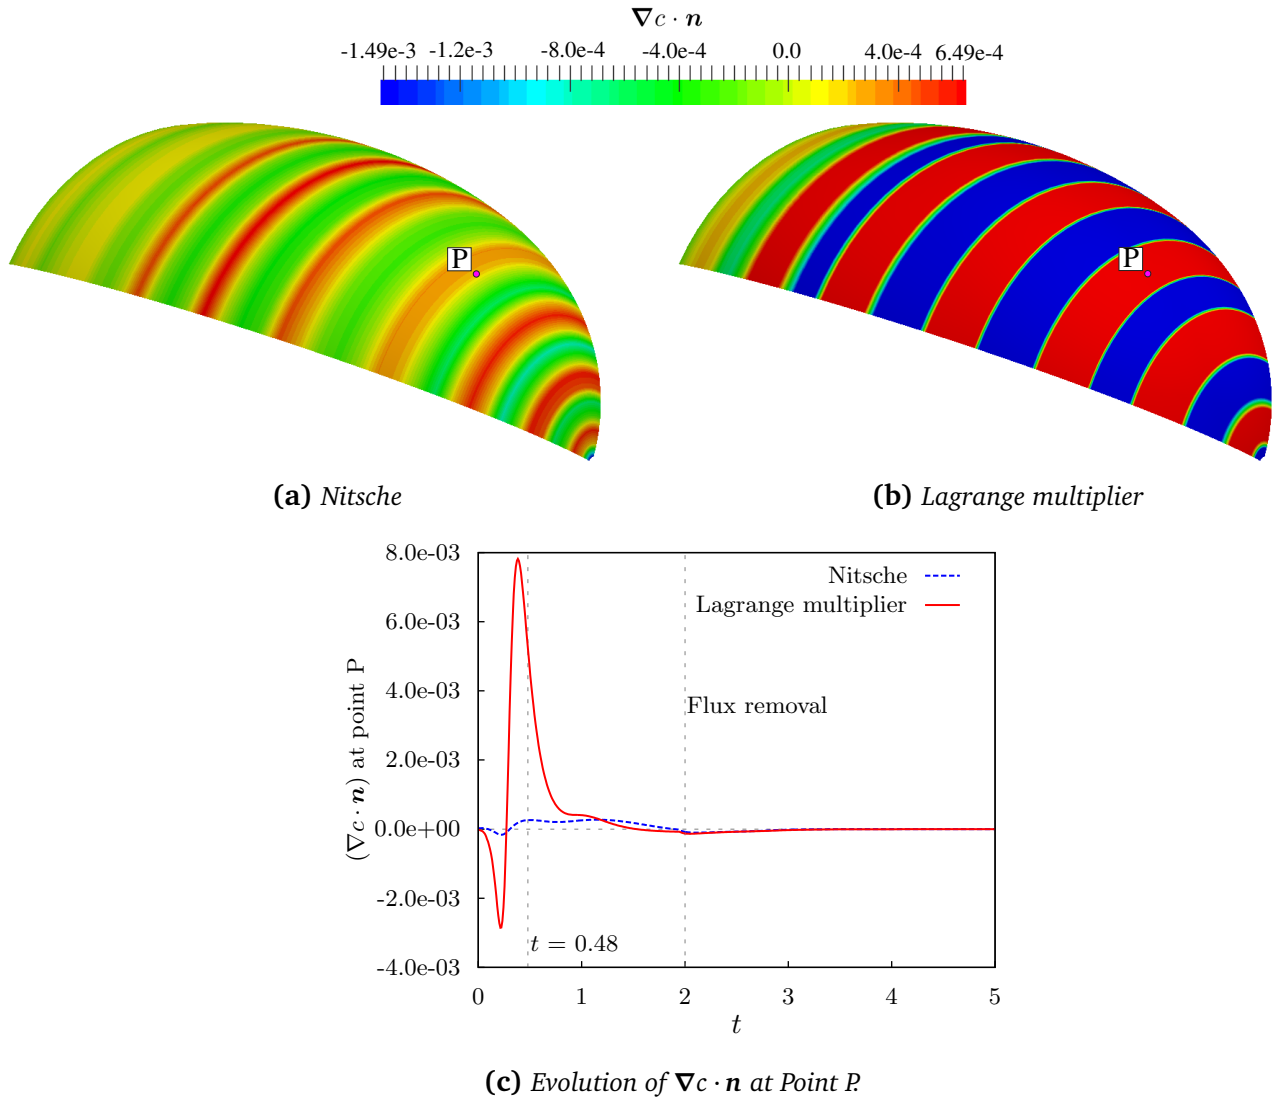 ∇c · n
-1.49e-3 -1.2e-3 -8.0e-4 -4.0e-4 0.0 4.0e-4 6.49e-4
P
P
(a) Nitsche
(b) Lagrange multiplier
8.0e-03
6.0e-03
4.0e-03
2.0e-03
0.0e+00
-2.0e-03
-4.0e-03
(∇c · n) at point P
Nitsche
Lagrange multiplier
Flux removal
t = 0.48
0 1 2 3 4 5
t
(c) Evolution of ∇c · n at Point P.